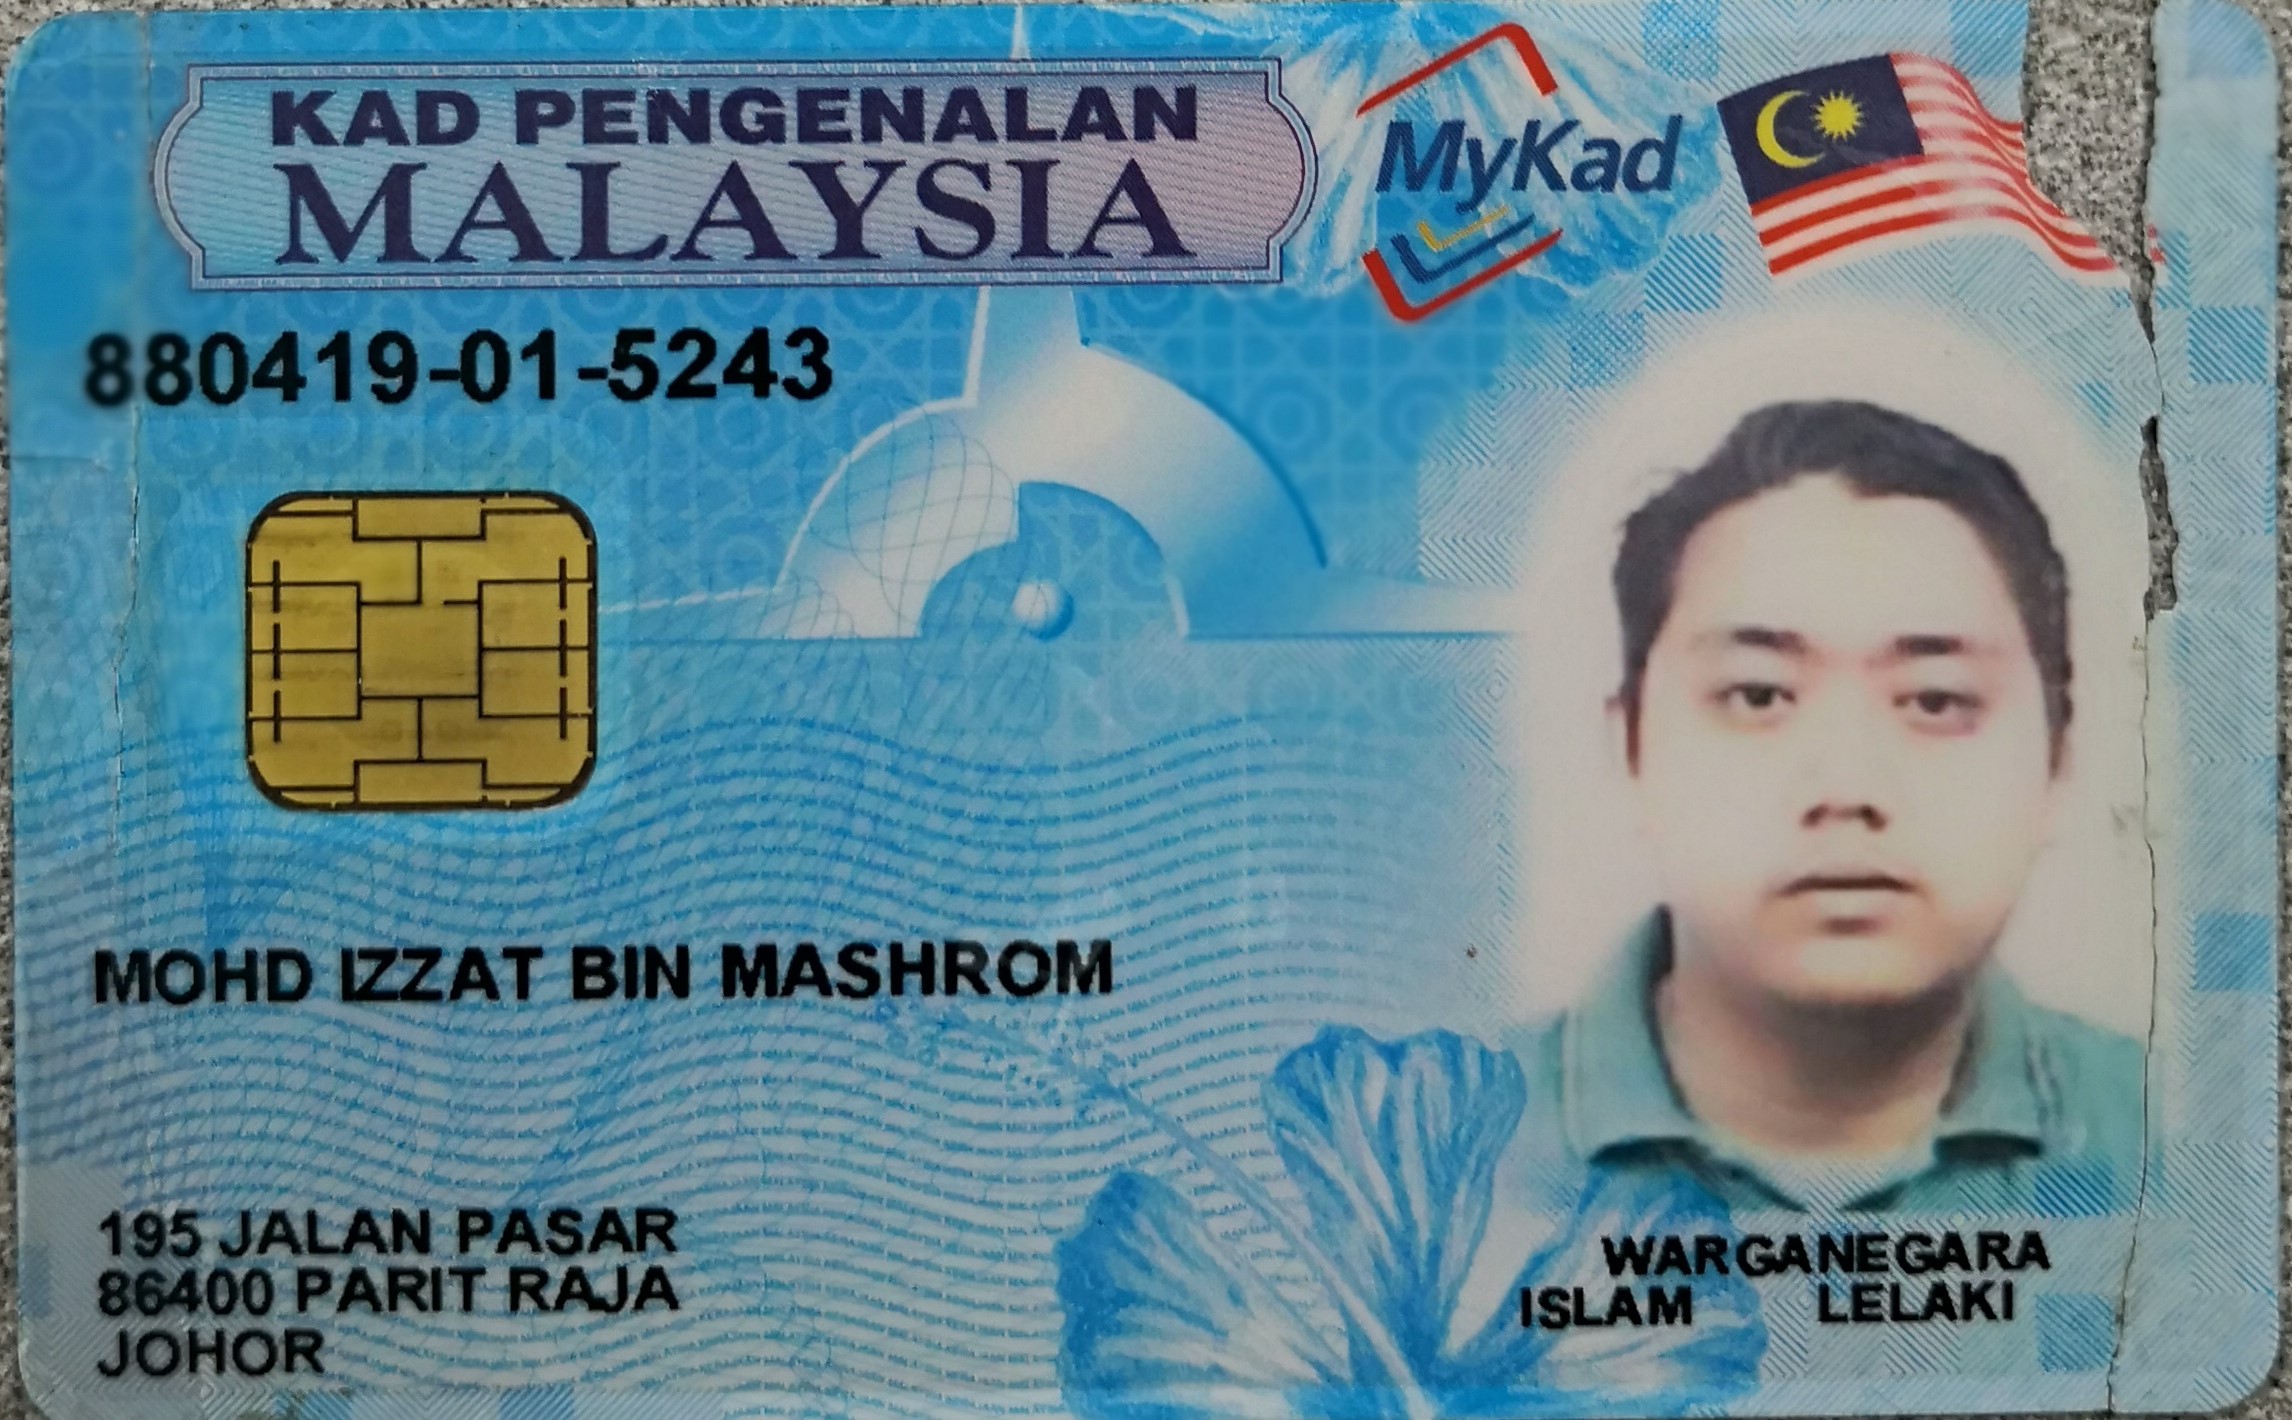 KAD PENGENALAN
MALAYSIA
MyKad
880419-01-5243
MOHD IZZAT BIN MASHROM
195 JALAN PASAR
86400 PARIT RAJA
JOHOR
WARGANEGARA
ISLAM LELAKI